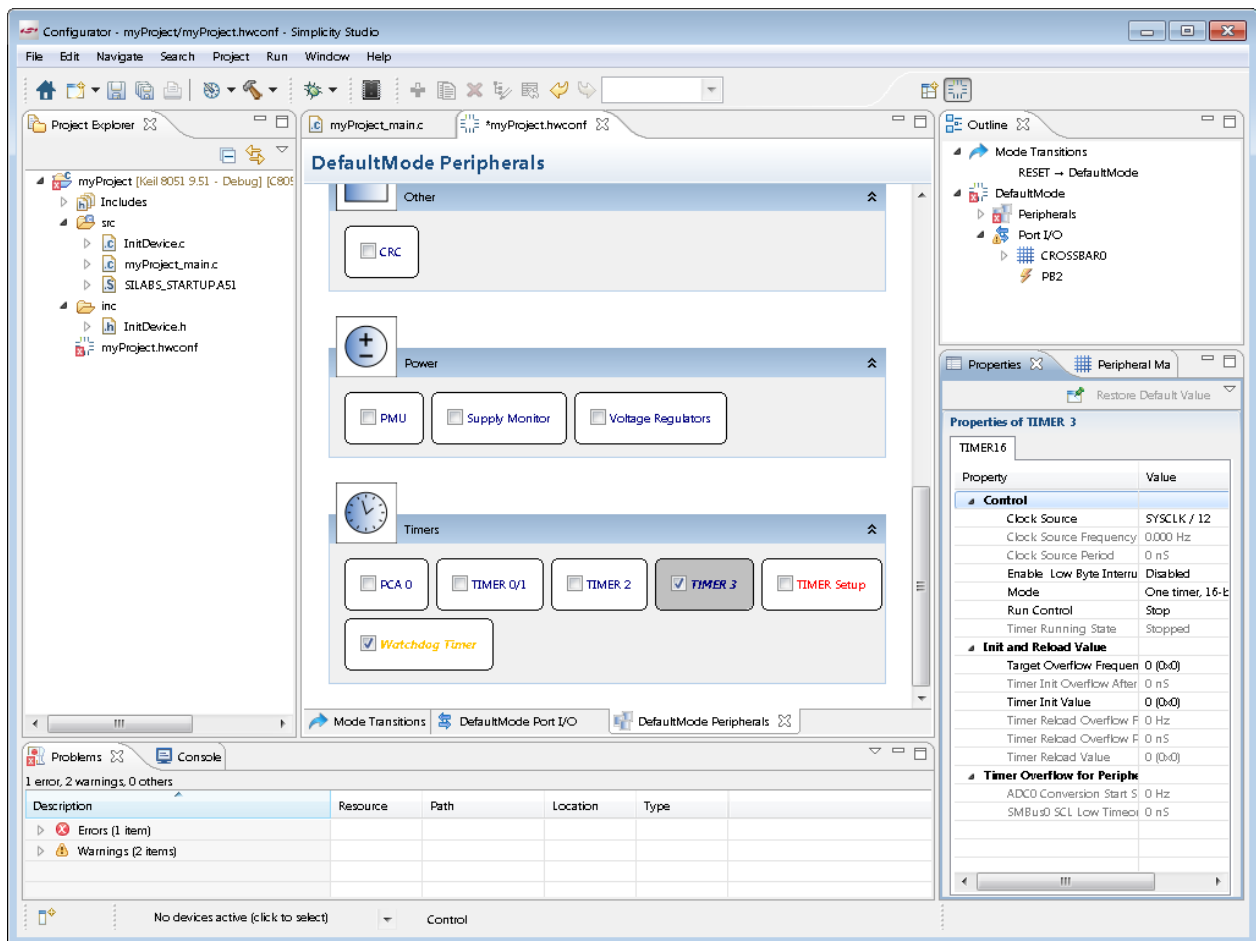 Configurator - myProject/myProject.hwconf - Simplicity Studio
File Edit Navigate Search Project Run Window Help
Project Explorer
myProject [Keil 8051 9.51 - Debug] [C805
Includes
src
InitDevice.c
myProject_main.c
SILABS_STARTUP.A51
inc
InitDevice.h
myProject.hwconf
myProject_main.c *myProject.hwconf
DefaultMode Peripherals
Other
CRC
Power
PMU Supply Monitor Voltage Regulators
Timers
PCA 0 TIMER 0/1 TIMER 2 TIMER 3 TIMER Setup
Watchdog Timer
Mode Transitions DefaultMode Port I/O DefaultMode Peripherals
Outline
Mode Transitions
RESET → DefaultMode
DefaultMode
Peripherals
Port I/O
CROSSBAR0
PB2
Properties Peripheral Ma
Restore Default Value
Properties of TIMER 3
TIMER16
Property Value
Control
Clock Source SYSCLK / 12
Clock Source Frequency 0.000 Hz
Clock Source Period 0 nS
Enable Low Byte Interru Disabled
Mode One timer, 16-b
Run Control Stop
Timer Running State Stopped
Init and Reload Value
Target Overflow Frequen 0 (0x0)
Timer Init Overflow After 0 nS
Timer Init Value 0 (0x0)
Timer Reload Overflow F 0 Hz
Timer Reload Overflow P 0 nS
Timer Reload Value 0 (0x0)
Timer Overflow for Periphe
ADC0 Conversion Start S 0 Hz
SMBus0 SCL Low Timeou 0 nS
Problems Console
1 error, 2 warnings, 0 others
Description Resource Path Location Type
Errors (1 item)
Warnings (2 items)
No devices active (click to select) Control